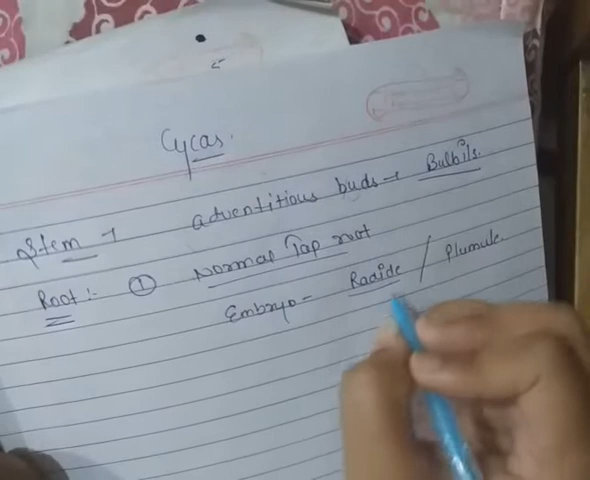 Cycas.
Stem → adventitious buds → Bulbils.
Root :- ① Normal Tap root
Embryo - Radicle / Plumule.